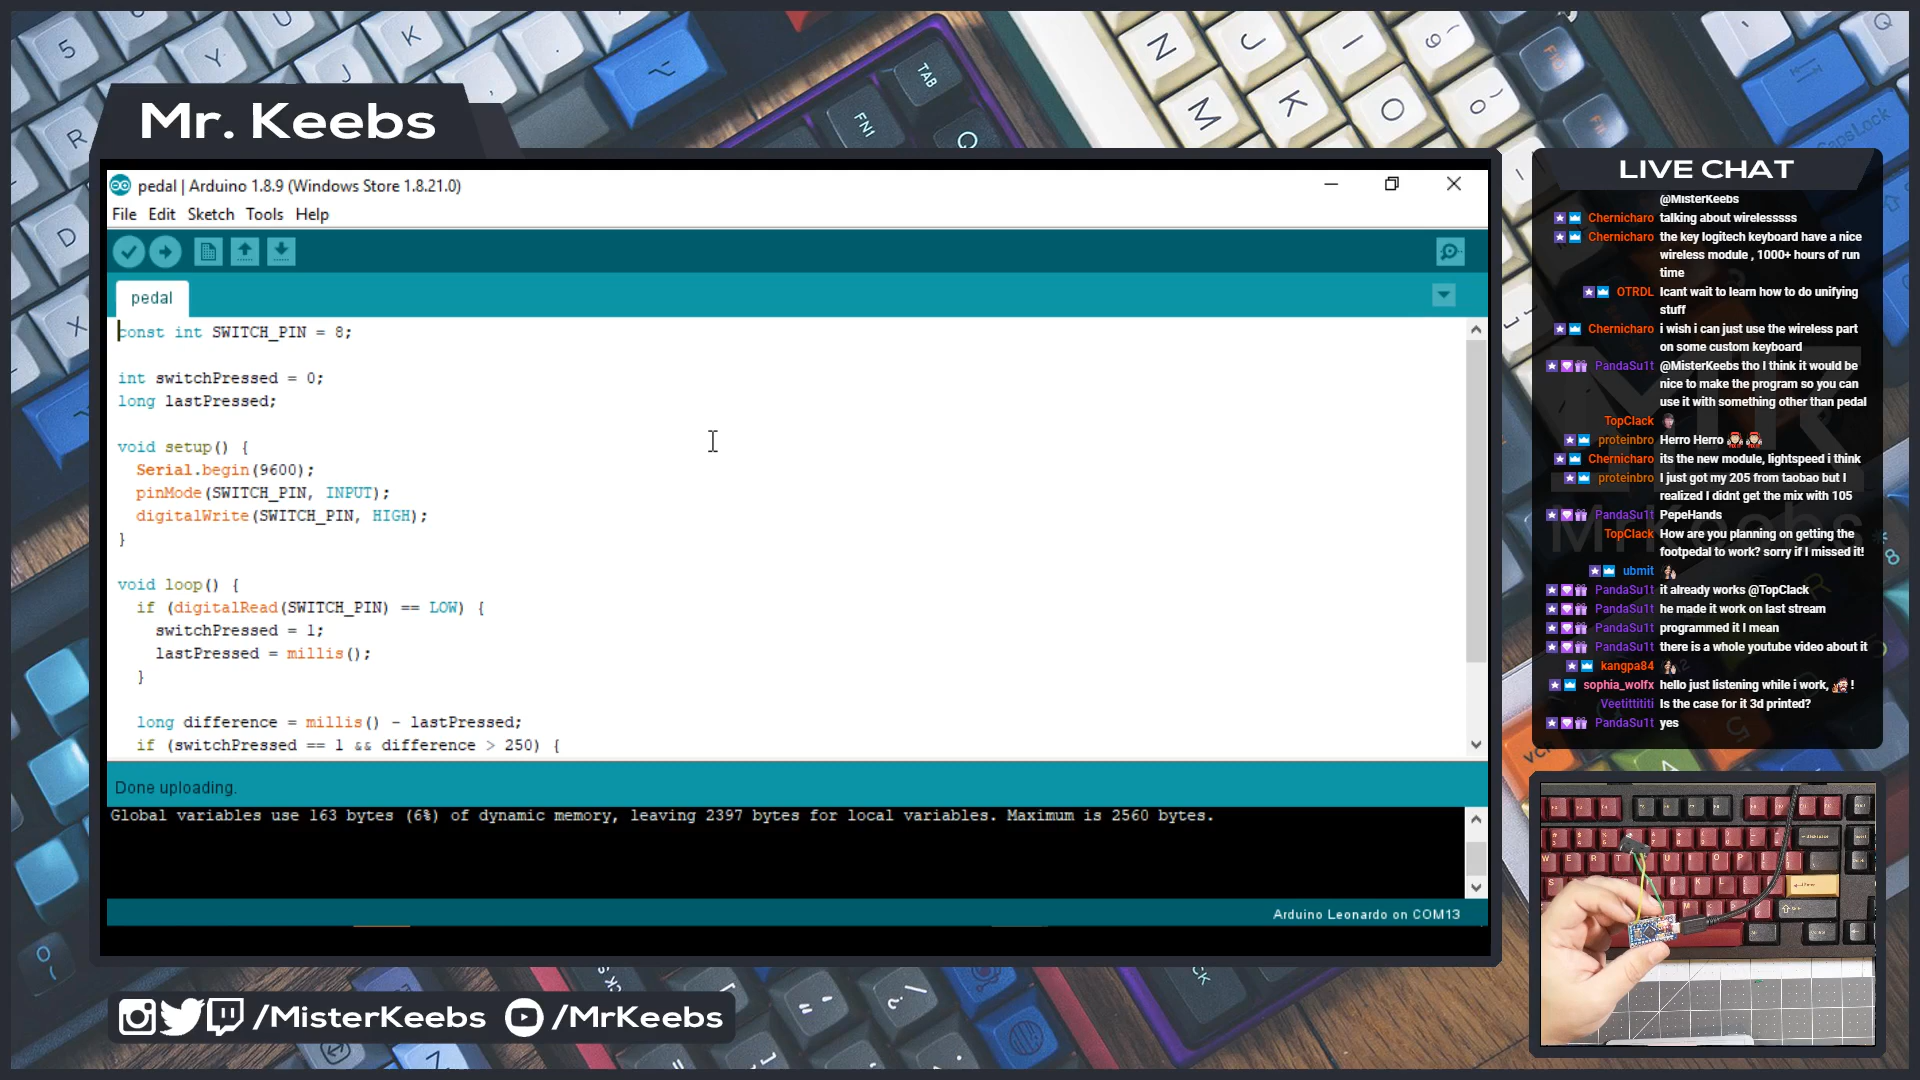 Mr. Keebs
pedal | Arduino 1.8.9 (Windows Store 1.8.21.0)
File Edit Sketch Tools Help
pedal
const int SWITCH_PIN = 8;
int switchPressed = 0;
long lastPressed;
void setup() {
Serial.begin(9600);
pinMode(SWITCH_PIN, INPUT);
digitalWrite(SWITCH_PIN, HIGH);
}
void loop() {
if (digitalRead(SWITCH_PIN) == LOW) {
switchPressed = 1;
lastPressed = millis();
}
long difference = millis() - lastPressed;
if (switchPressed == 1 && difference > 250) {
Done uploading.
Global variables use 163 bytes (6%) of dynamic memory, leaving 2397 bytes for local variables. Maximum is 2560 bytes.
Arduino Leonardo on COM13
/MisterKeebs /MrKeebs
LIVE CHAT
@MisterKeebs
Chernicharo talking about wirelesssss
Chernicharo the key logitech keyboard have a nice
wireless module , 1000+ hours of run
time
OTRDL Icant wait to learn how to do unifying
stuff
Chernicharo i wish i can just use the wireless part
on some custom keyboard
PandaSu1t @MisterKeebs tho I think it would be
nice to make the program so you can
use it with something other than pedal
TopClack
proteinbro Herro Herro
Chernicharo its the new module, lightspeed i think
proteinbro I just got my 205 from taobao but I
realized I didnt get the mix with 105
PandaSu1t PepeHands
TopClack How are you planning on getting the
footpedal to work? sorry if I missed it!
ubmit
PandaSu1t it already works @TopClack
PandaSu1t he made it work on last stream
PandaSu1t programmed it I mean
PandaSu1t there is a whole youtube video about it
kangpa84
sophia_wolfx hello just listening while i work, !
Veetittititi Is the case for it 3d printed?
PandaSu1t yes